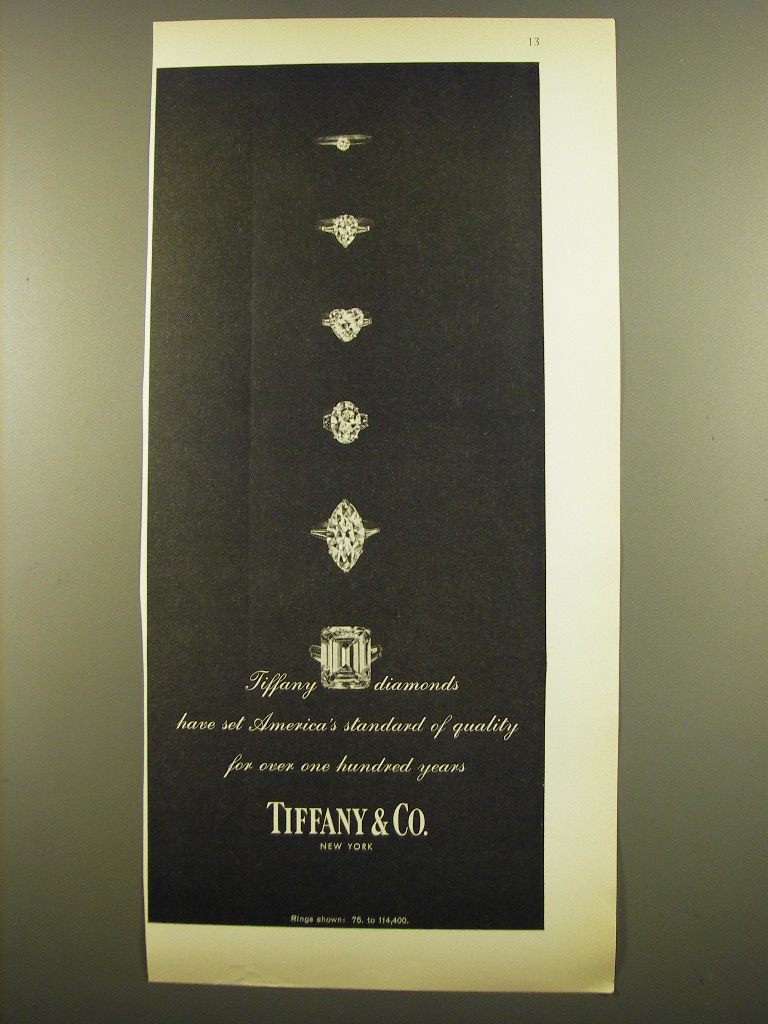 13
Tiffany diamonds
have set America's standard of quality
for over one hundred years
TIFFANY & CO.
NEW YORK
Rings shown: 75. to 114,400.